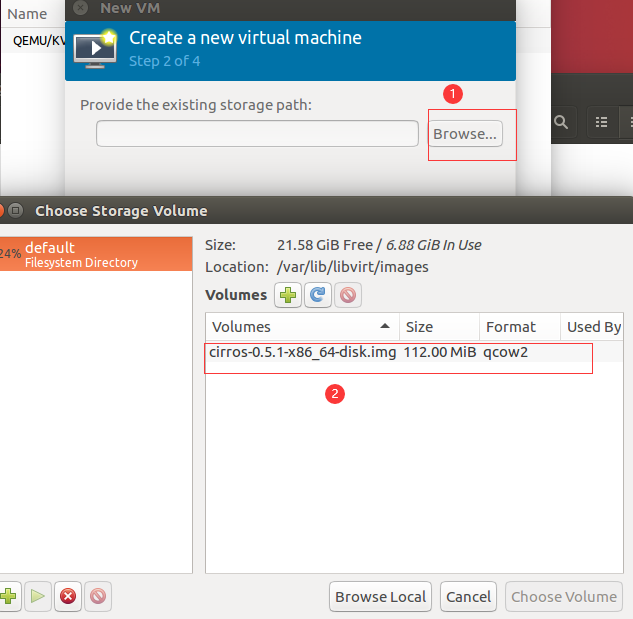 New VM
Name
Create a new virtual machine
QEMU/KV
Step 2 of 4
Provide the existing storage path:
1
Browse...
Choose Storage Volume
24%
default
Filesystem Directory
Size: 21.58 GiB Free / 6.88 GiB In Use
Location: /var/lib/libvirt/images
Volumes
Volumes Size Format Used By
cirros-0.5.1-x86_64-disk.img 112.00 MiB qcow2
2
Browse Local Cancel Choose Volume